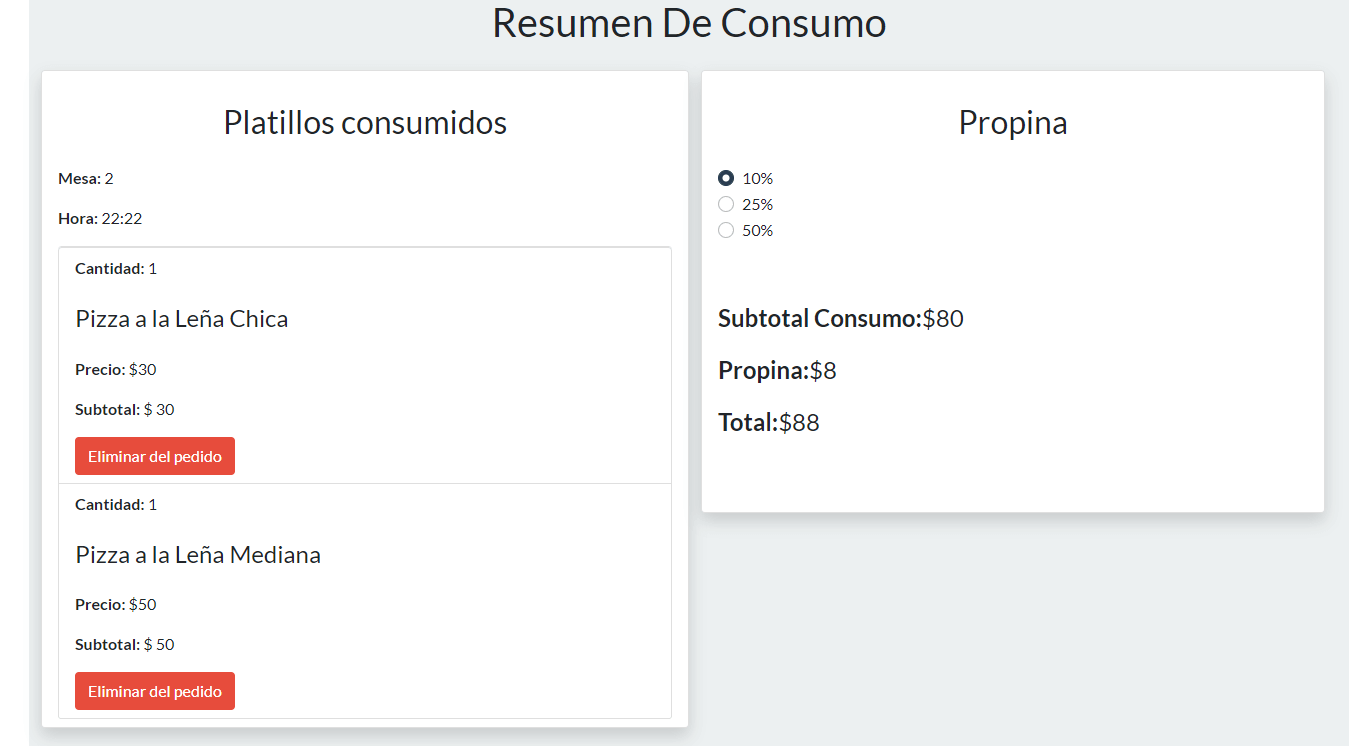 Resumen De Consumo
Platillos consumidos
Mesa: 2
Hora: 22:22
Cantidad: 1
Pizza a la Leña Chica
Precio: $30
Subtotal: $ 30
Eliminar del pedido
Cantidad: 1
Pizza a la Leña Mediana
Precio: $50
Subtotal: $ 50
Eliminar del pedido
Propina
10%
25%
50%
Subtotal Consumo:$80
Propina:$8
Total:$88